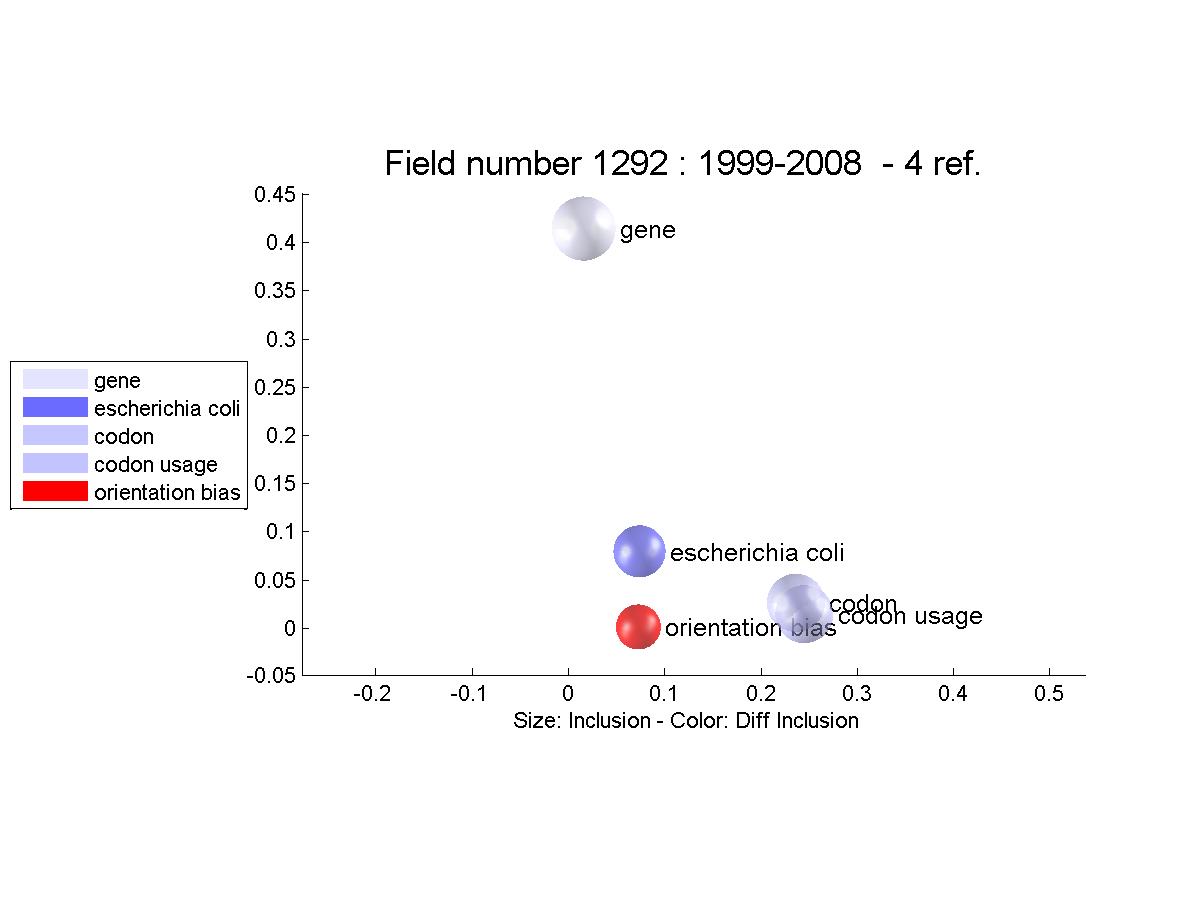 Field number 1292 : 1999-2008 - 4 ref.
0.45
0.4
0.35
0.3
0.25
0.2
0.15
0.1
0.05
0
-0.05
gene
escherichia coli
codon
codon usage
orientation bias
gene
escherichia coli
codon
codon usage
orientation bias
-0.2 -0.1 0 0.1 0.2 0.3 0.4 0.5
Size: Inclusion - Color: Diff Inclusion